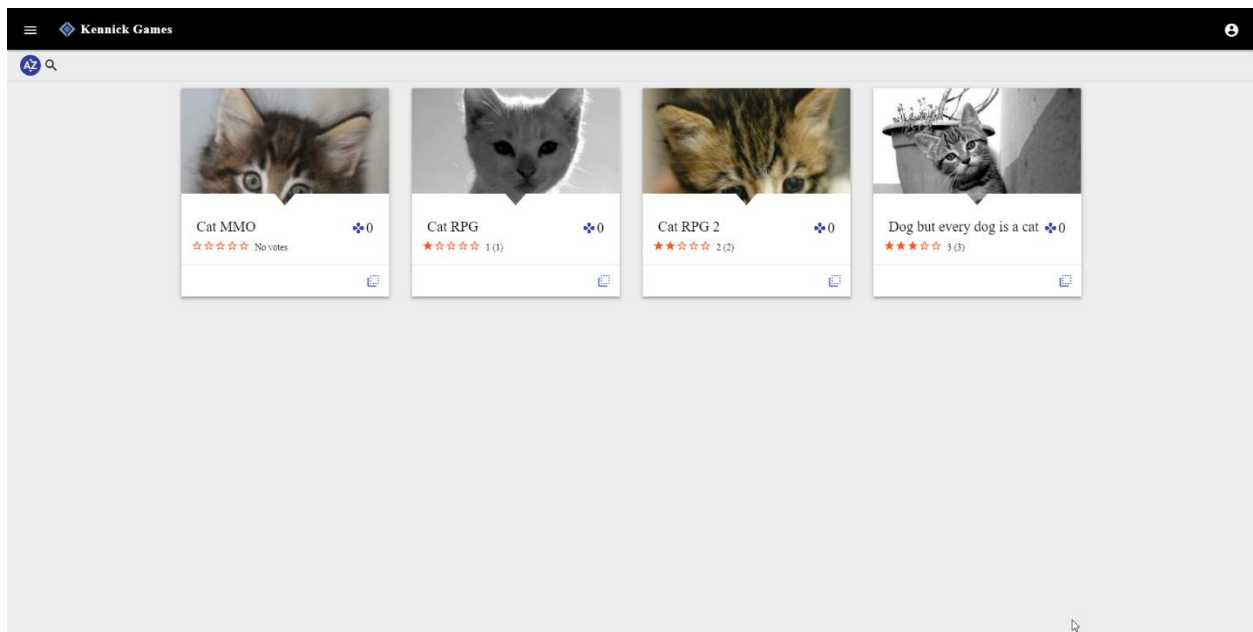 Kennick Games
AZ
Cat MMO 0
No votes
Cat RPG 0
1 (1)
Cat RPG 2 0
2 (2)
Dog but every dog is a cat 0
3 (3)